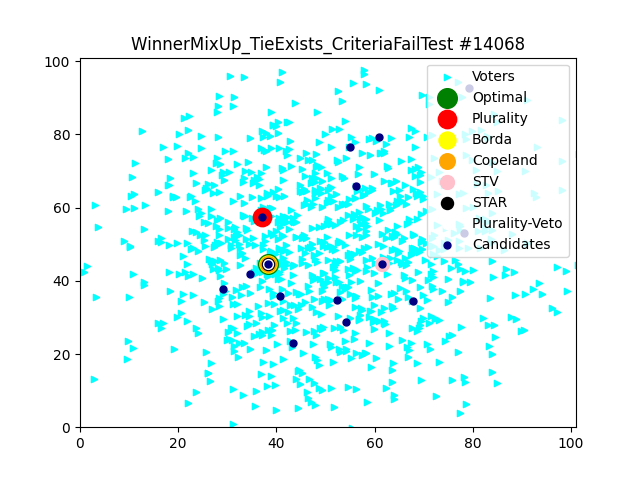 WinnerMixUp_TieExists_CriteriaFailTest #14068
100
80
60
40
20
0
0
20
40
60
80
100
Voters
Optimal
Plurality
Borda
Copeland
STV
STAR
Plurality-Veto
Candidates